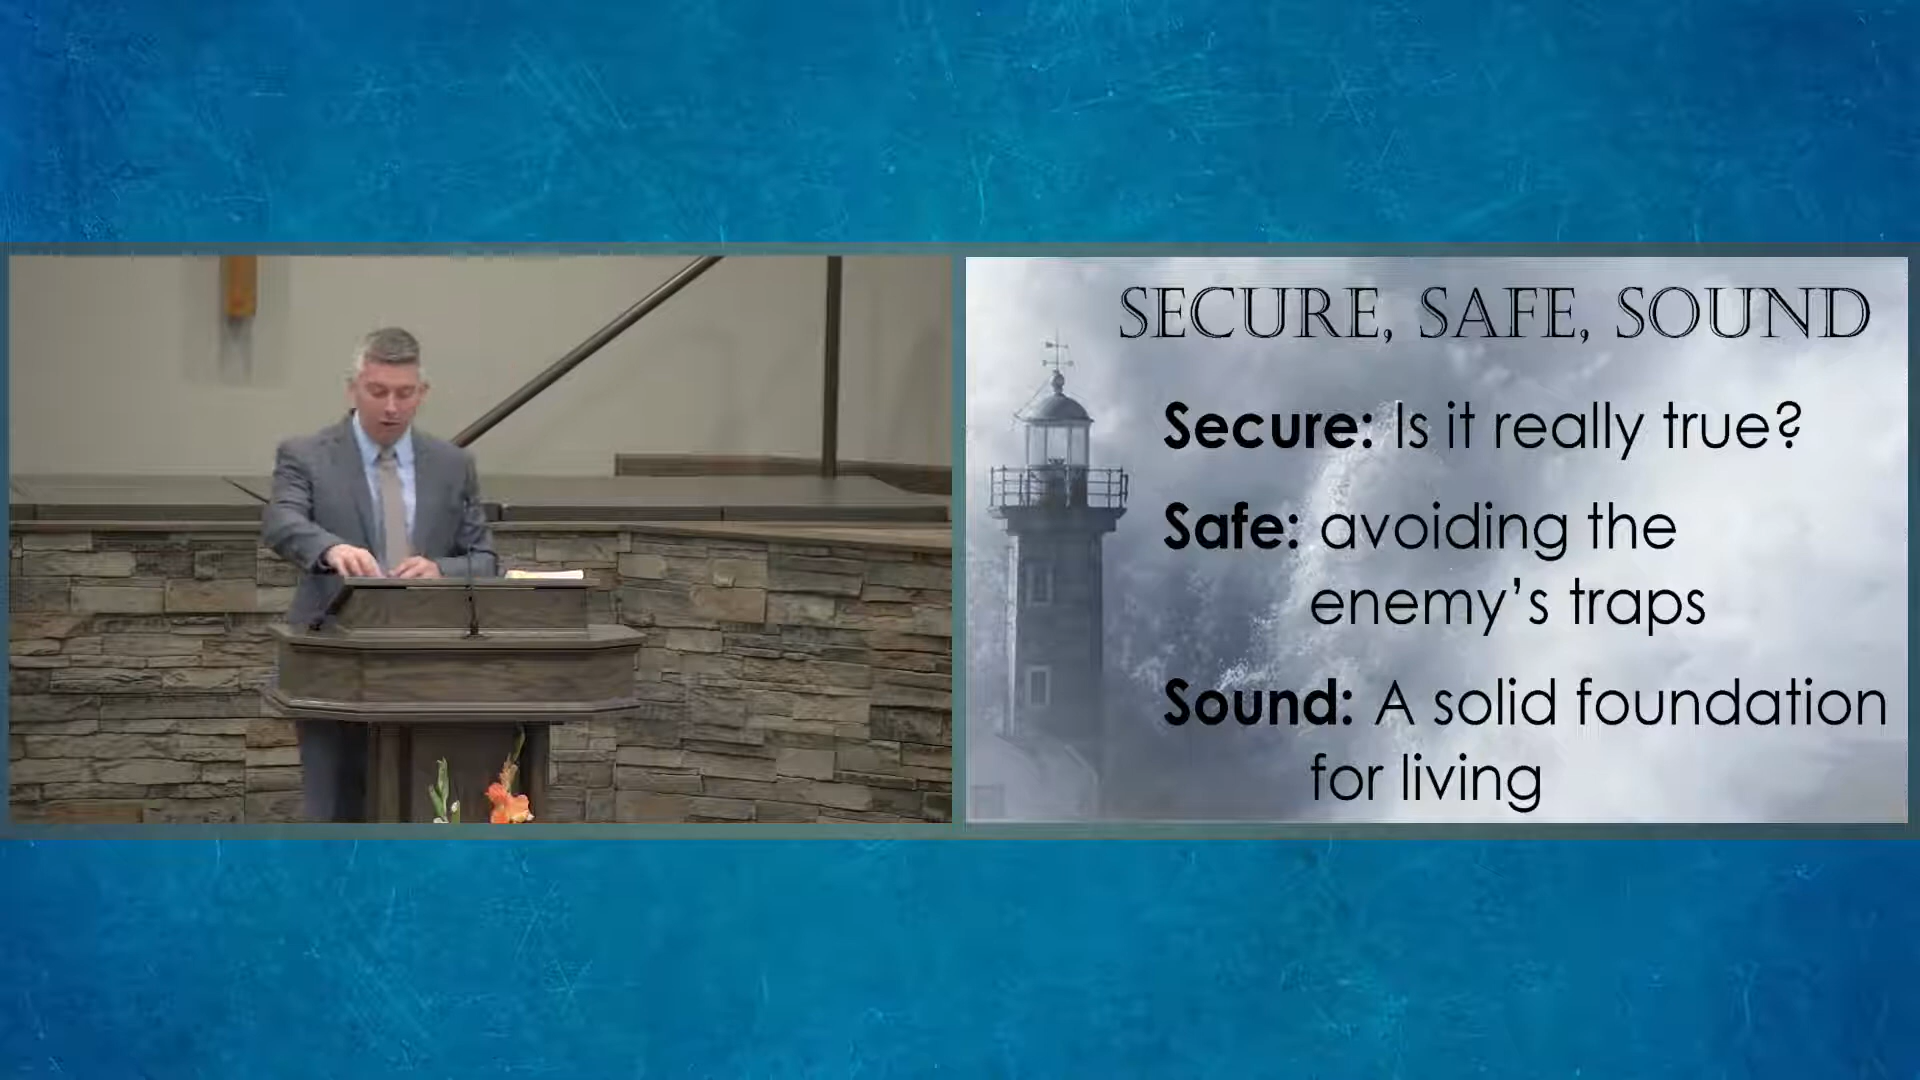 SECURE, SAFE, SOUND
Secure: Is it really true?
Safe: avoiding the
enemy’s traps
Sound: A solid foundation
for living